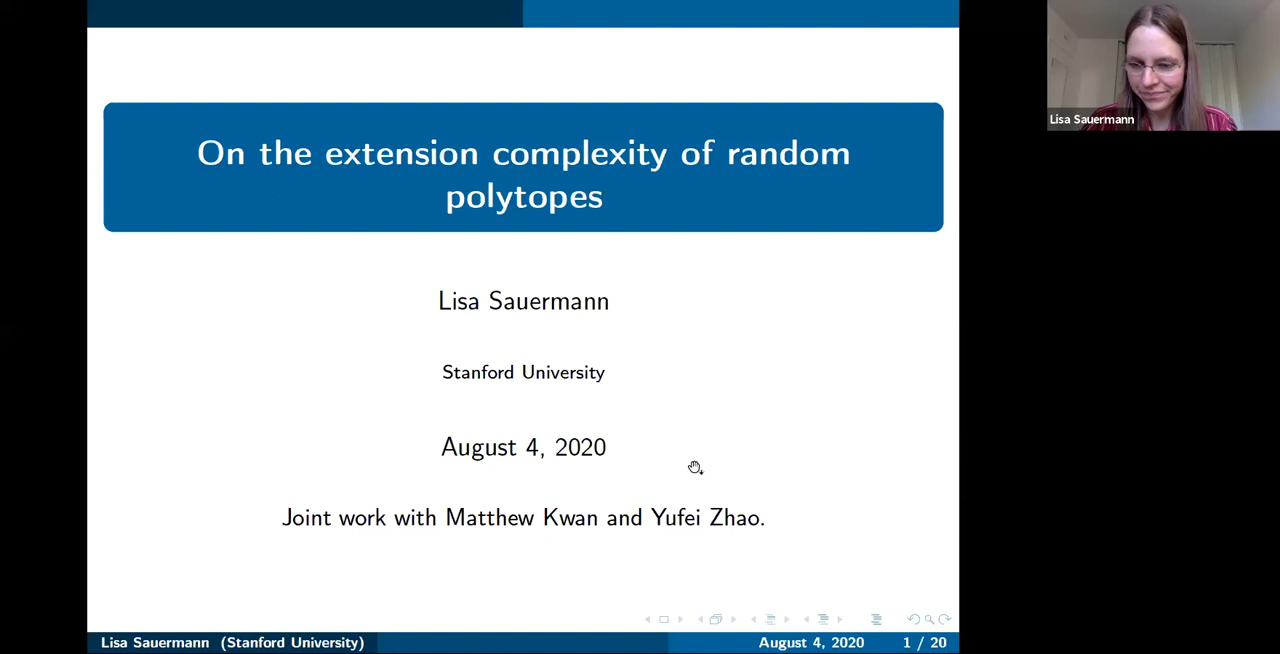 On the extension complexity of random
polytopes
Lisa Sauermann
Stanford University
August 4, 2020
Joint work with Matthew Kwan and Yufei Zhao.
Lisa Sauermann (Stanford University)
August 4, 2020
1 / 20
Lisa Sauermann